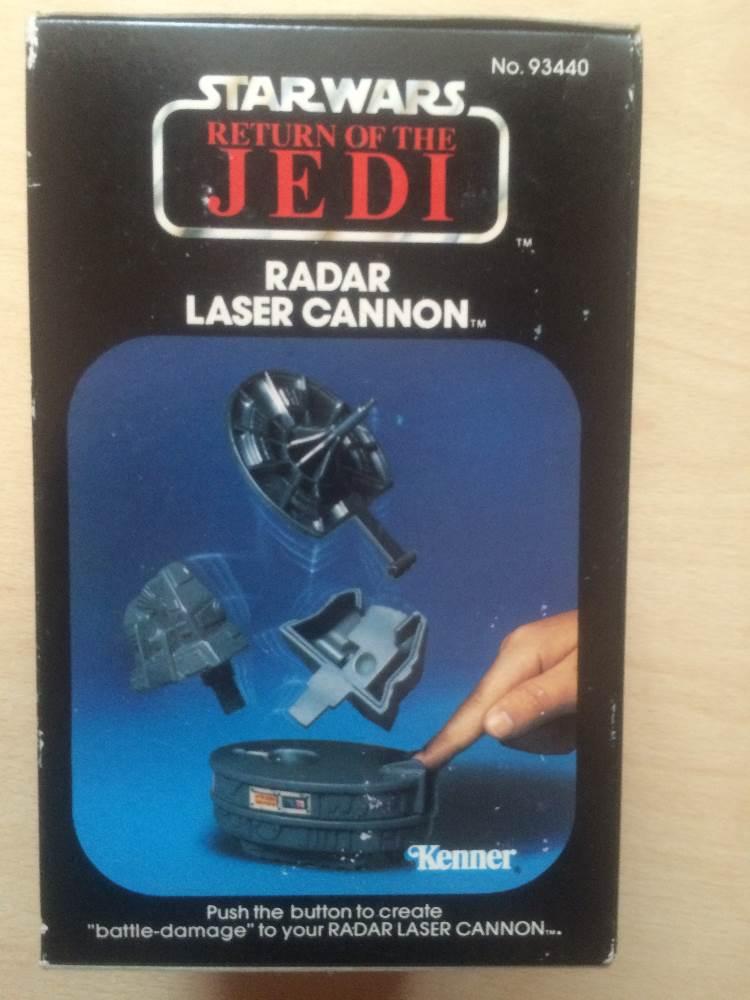 No. 93440
STAR WARS
RETURN OF THE
JEDI
TM
RADAR
LASER CANNON TM
Kenner
Push the button to create
"battle-damage" to your RADAR LASER CANNON TM.